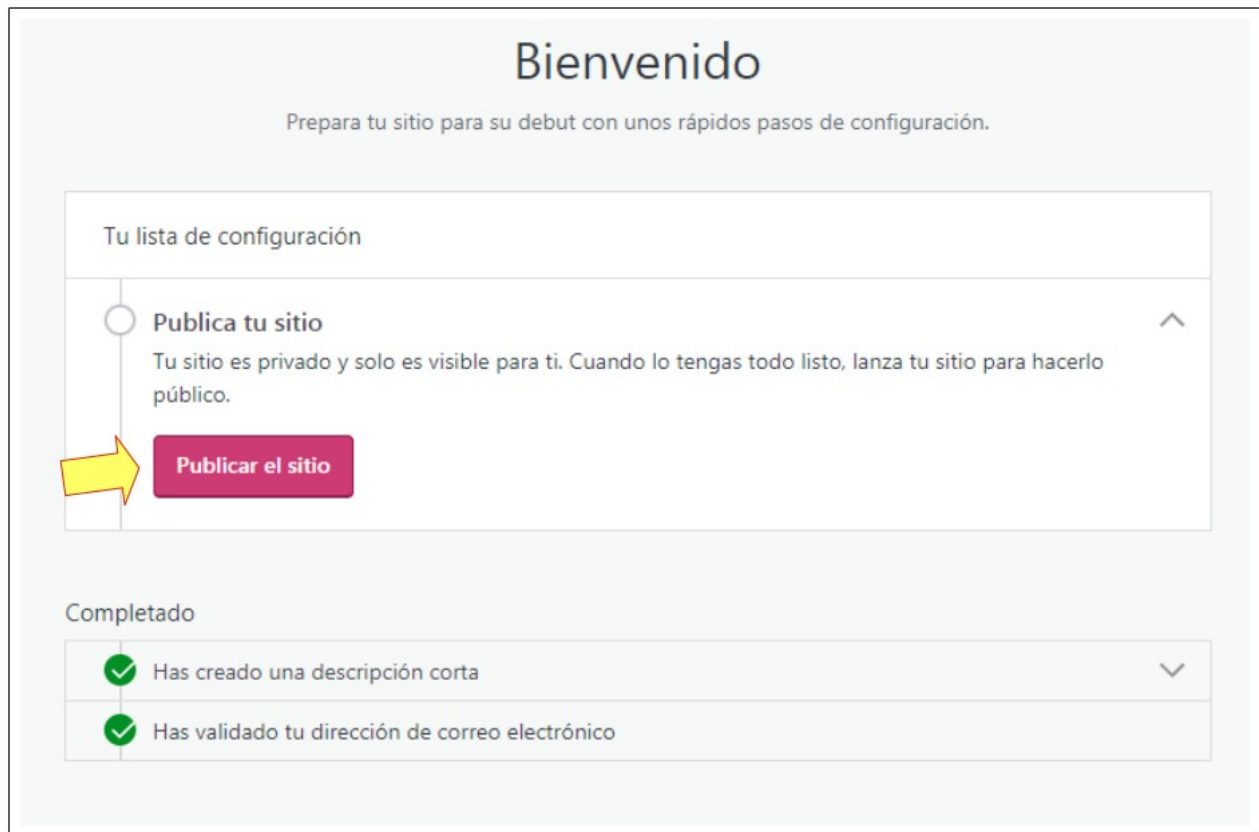 Bienvenido
Prepara tu sitio para su debut con unos rápidos pasos de configuración.
Tu lista de configuración
Publica tu sitio
Tu sitio es privado y solo es visible para ti. Cuando lo tengas todo listo, lanza tu sitio para hacerlo
público.
Publicar el sitio
Completado
Has creado una descripción corta
Has validado tu dirección de correo electrónico